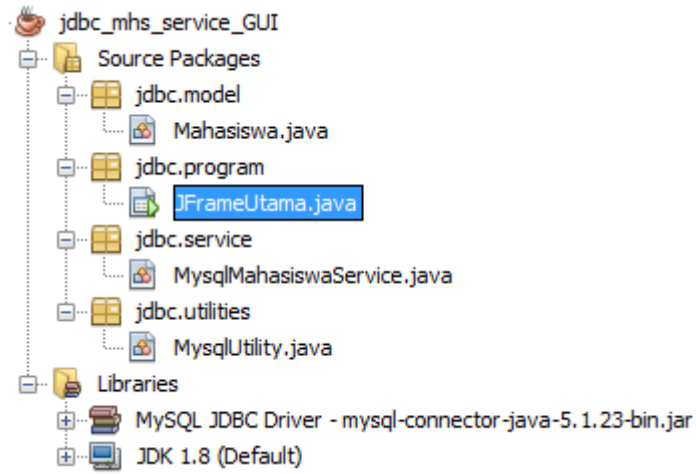 jdbc_mhs_service_GUI
Source Packages
jdbc.model
Mahasiswa.java
jdbc.program
JFrameUtama.java
jdbc.service
MysqlMahasiswaService.java
jdbc.utilities
MysqlUtility.java
Libraries
MySQL JDBC Driver - mysql-connector-java-5.1.23-bin.jar
JDK 1.8 (Default)